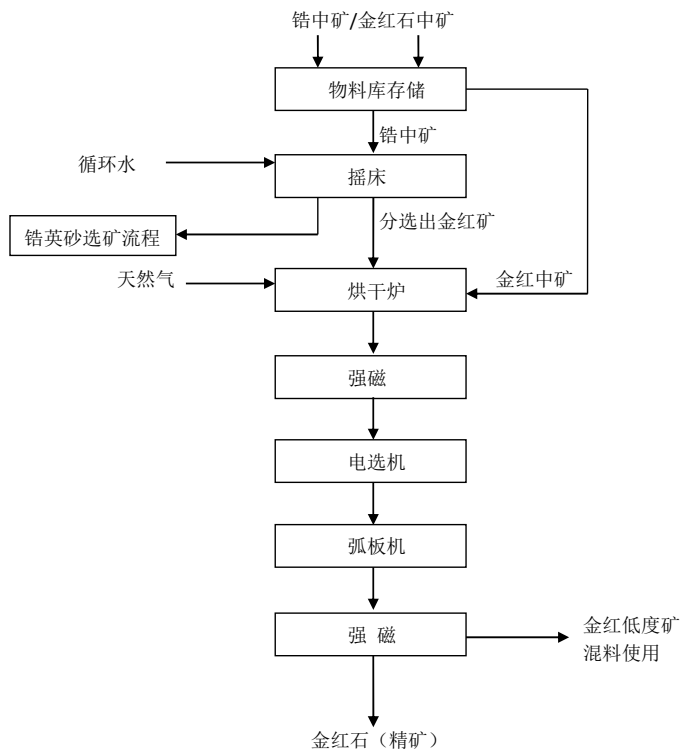 锆中矿/金红石中矿
物料库存储
锆中矿
循环水
摇床
分选出金红矿
锆英砂选矿流程
天然气
金红中矿
烘干炉
强磁
电选机
弧板机
强 磁
金红低度矿
混料使用
金红石（精矿）